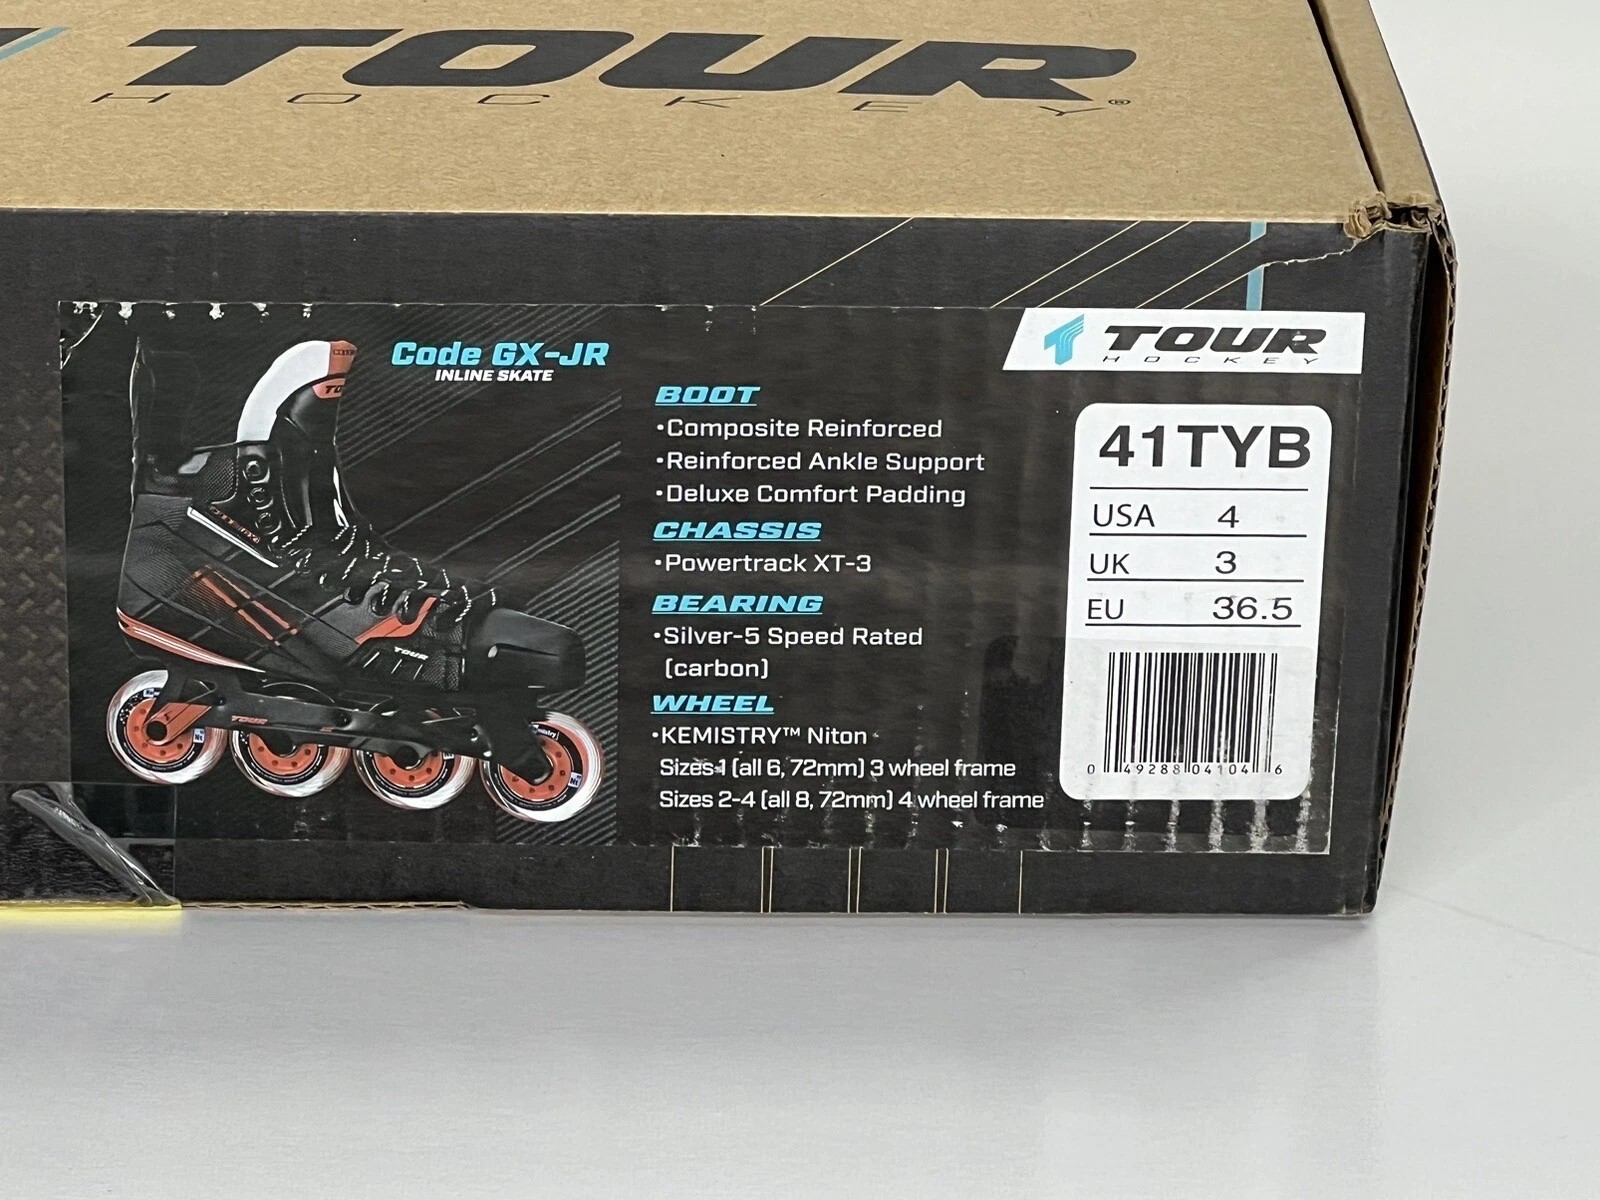 TOUR
HOCKEY®
Code GX-JR
INLINE SKATE
BOOT
•Composite Reinforced
•Reinforced Ankle Support
•Deluxe Comfort Padding
CHASSIS
•Powertrack XT-3
BEARING
•Silver-5 Speed Rated
(carbon)
WHEEL
•KEMISTRY™ Niton
Sizes 1 (all 6, 72mm) 3 wheel frame
Sizes 2-4 (all 8, 72mm) 4 wheel frame
TOUR
HOCKEY
41TYB
USA 4
UK 3
EU 36.5
0 49288 04104 6
TOUR
TOUR